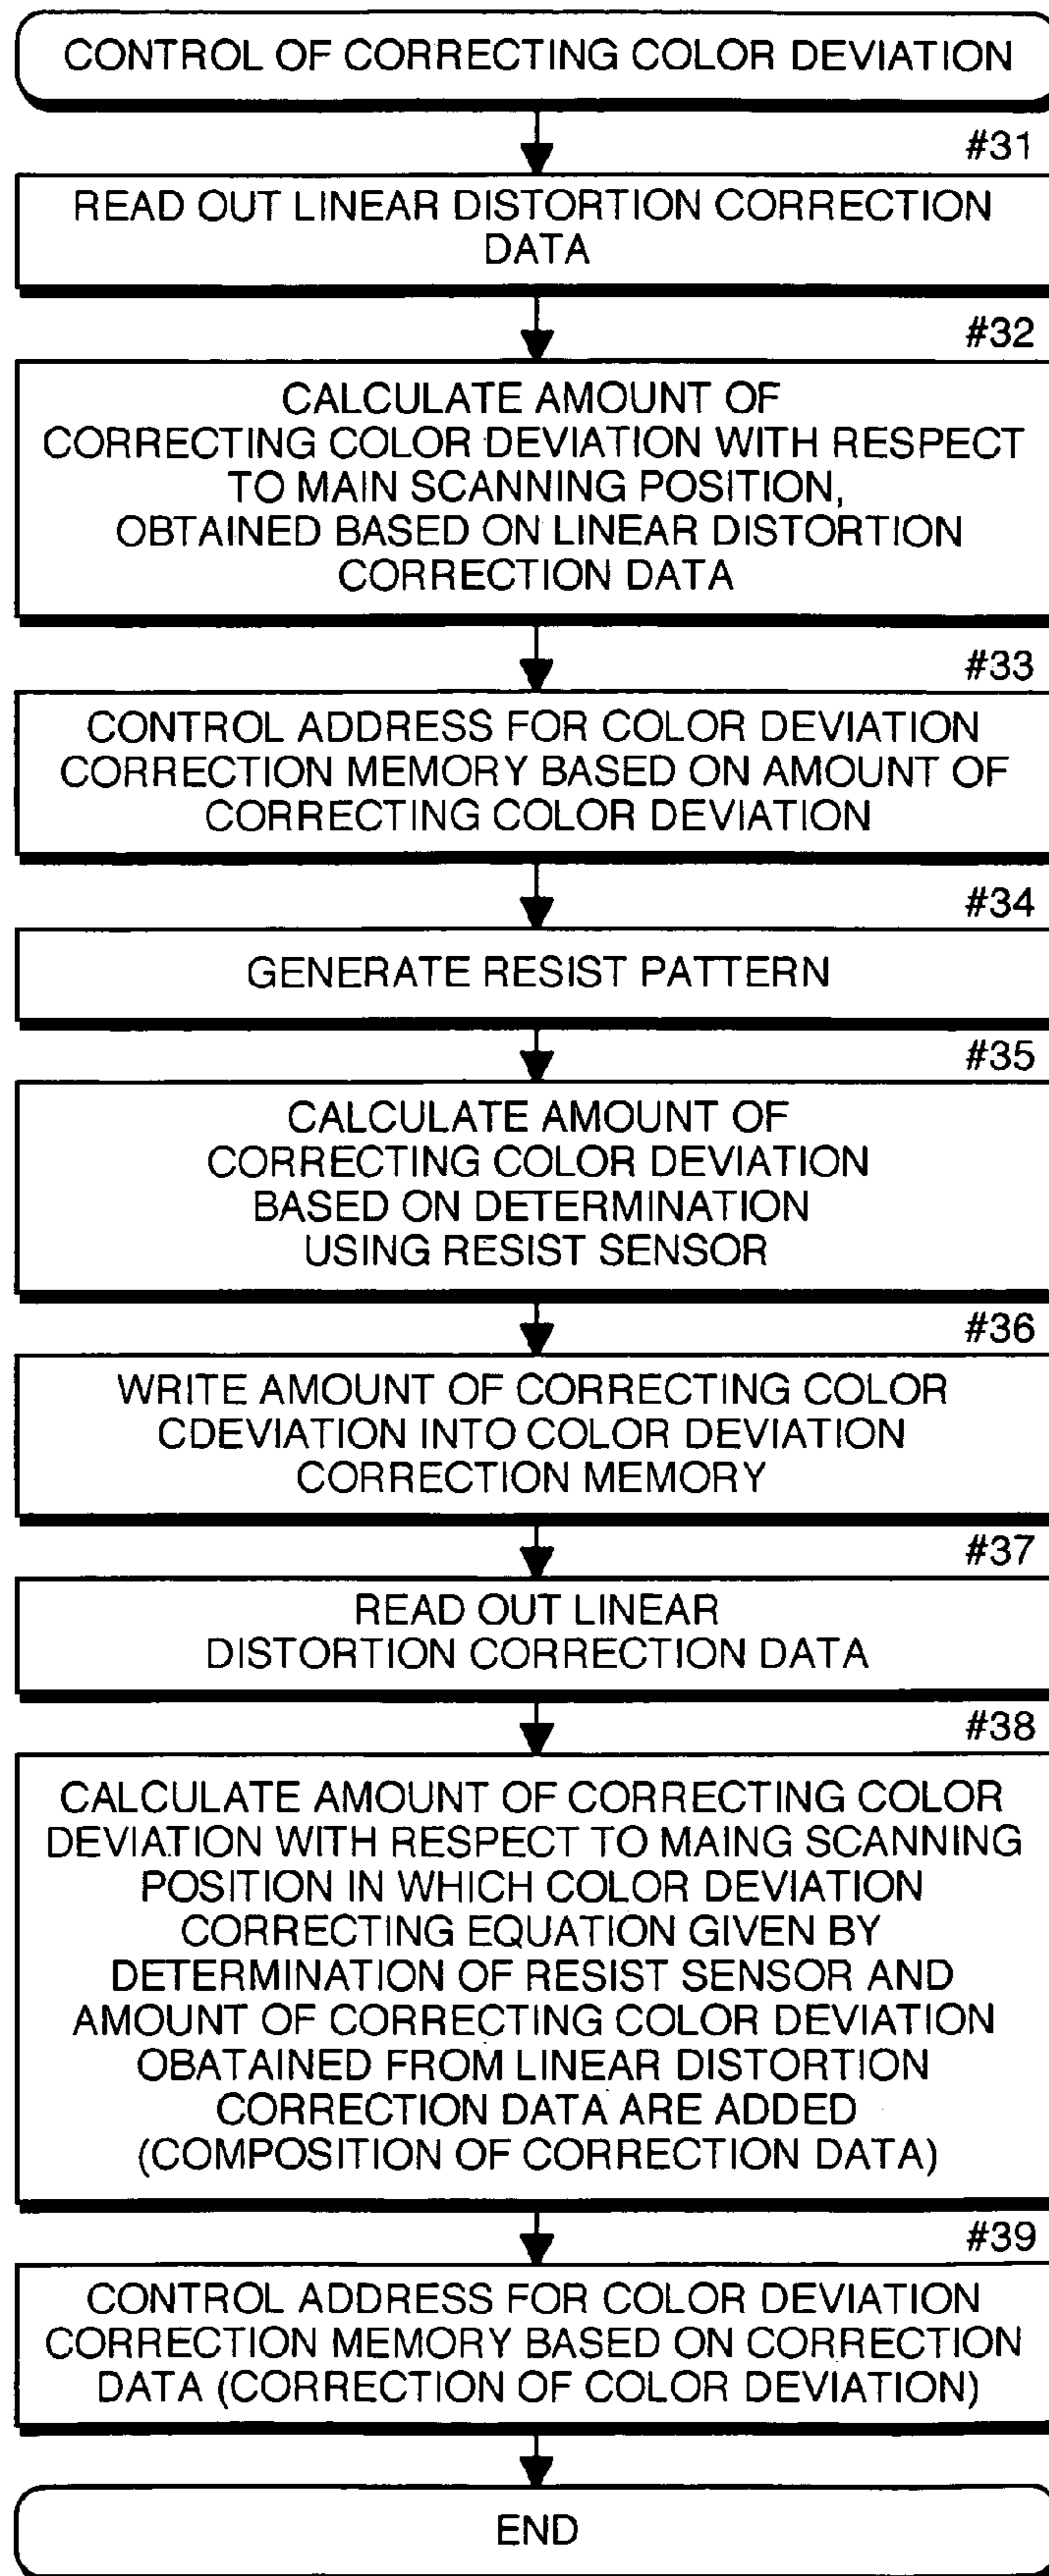 CONTROL OF CORRECTING COLOR DEVIATION
#31
READ OUT LINEAR DISTORTION CORRECTION
DATA
#32
CALCULATE AMOUNT OF
CORRECTING COLOR DEVIATION WITH RESPECT
TO MAIN SCANNING POSITION,
OBTAINED BASED ON LINEAR DISTORTION
CORRECTION DATA
#33
CONTROL ADDRESS FOR COLOR DEVIATION
CORRECTION MEMORY BASED ON AMOUNT OF
CORRECTING COLOR DEVIATION
#34
GENERATE RESIST PATTERN
#35
CALCULATE AMOUNT OF
CORRECTING COLOR DEVIATION
BASED ON DETERMINATION
USING RESIST SENSOR
#36
WRITE AMOUNT OF CORRECTING COLOR
CDEVIATION INTO COLOR DEVIATION
CORRECTION MEMORY
#37
READ OUT LINEAR
DISTORTION CORRECTION DATA
#38
CALCULATE AMOUNT OF CORRECTING COLOR
DEVIATION WITH RESPECT TO MAING SCANNING
POSITION IN WHICH COLOR DEVIATION
CORRECTING EQUATION GIVEN BY
DETERMINATION OF RESIST SENSOR AND
AMOUNT OF CORRECTING COLOR DEVIATION
OBATAINED FROM LINEAR DISTORTION
CORRECTION DATA ARE ADDED
(COMPOSITION OF CORRECTION DATA)
#39
CONTROL ADDRESS FOR COLOR DEVIATION
CORRECTION MEMORY BASED ON CORRECTION
DATA (CORRECTION OF COLOR DEVIATION)
END